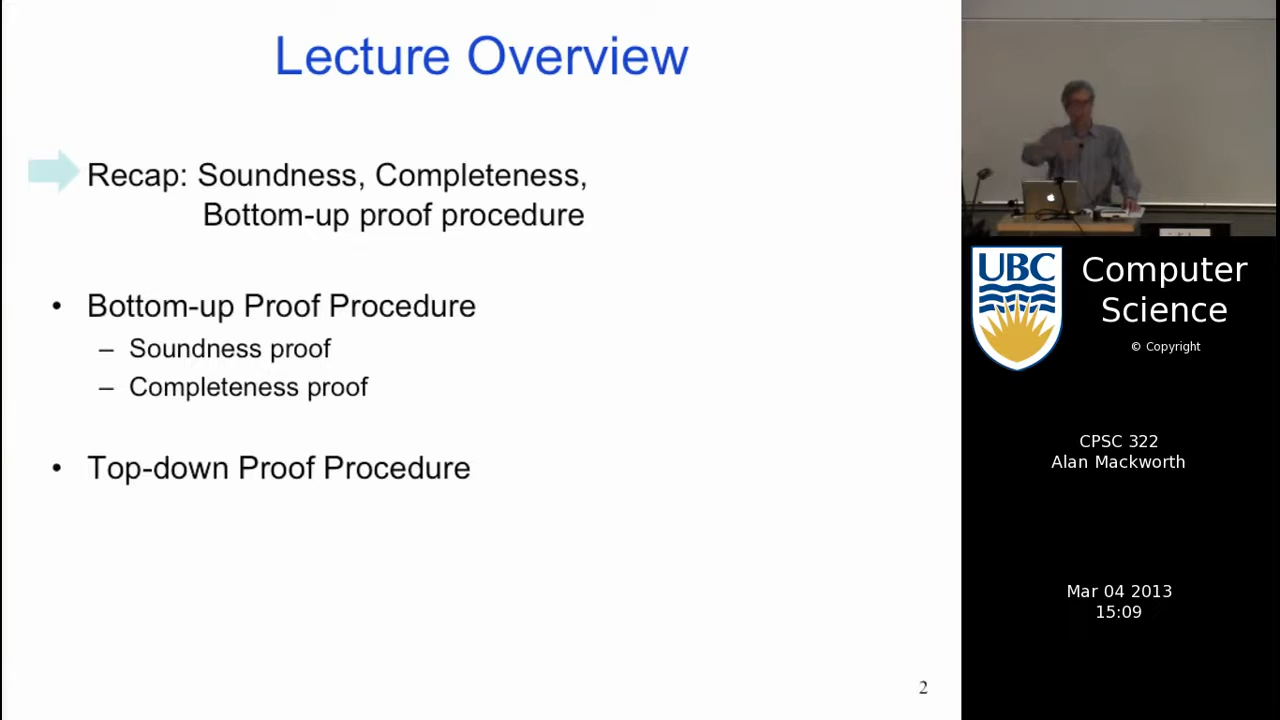 Lecture Overview
Recap: Soundness, Completeness,
Bottom-up proof procedure
• Bottom-up Proof Procedure
– Soundness proof
– Completeness proof
• Top-down Proof Procedure
2
UBC
Computer
Science
© Copyright
CPSC 322
Alan Mackworth
Mar 04 2013
15:09